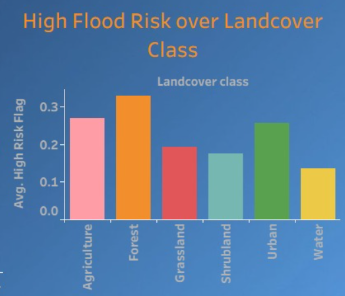 High Flood Risk over Landcover
Class
Landcover class
Avg. High Risk Flag
0.3
0.2
0.1
0.0
Agriculture
Forest
Grassland
Shrubland
Urban
Water